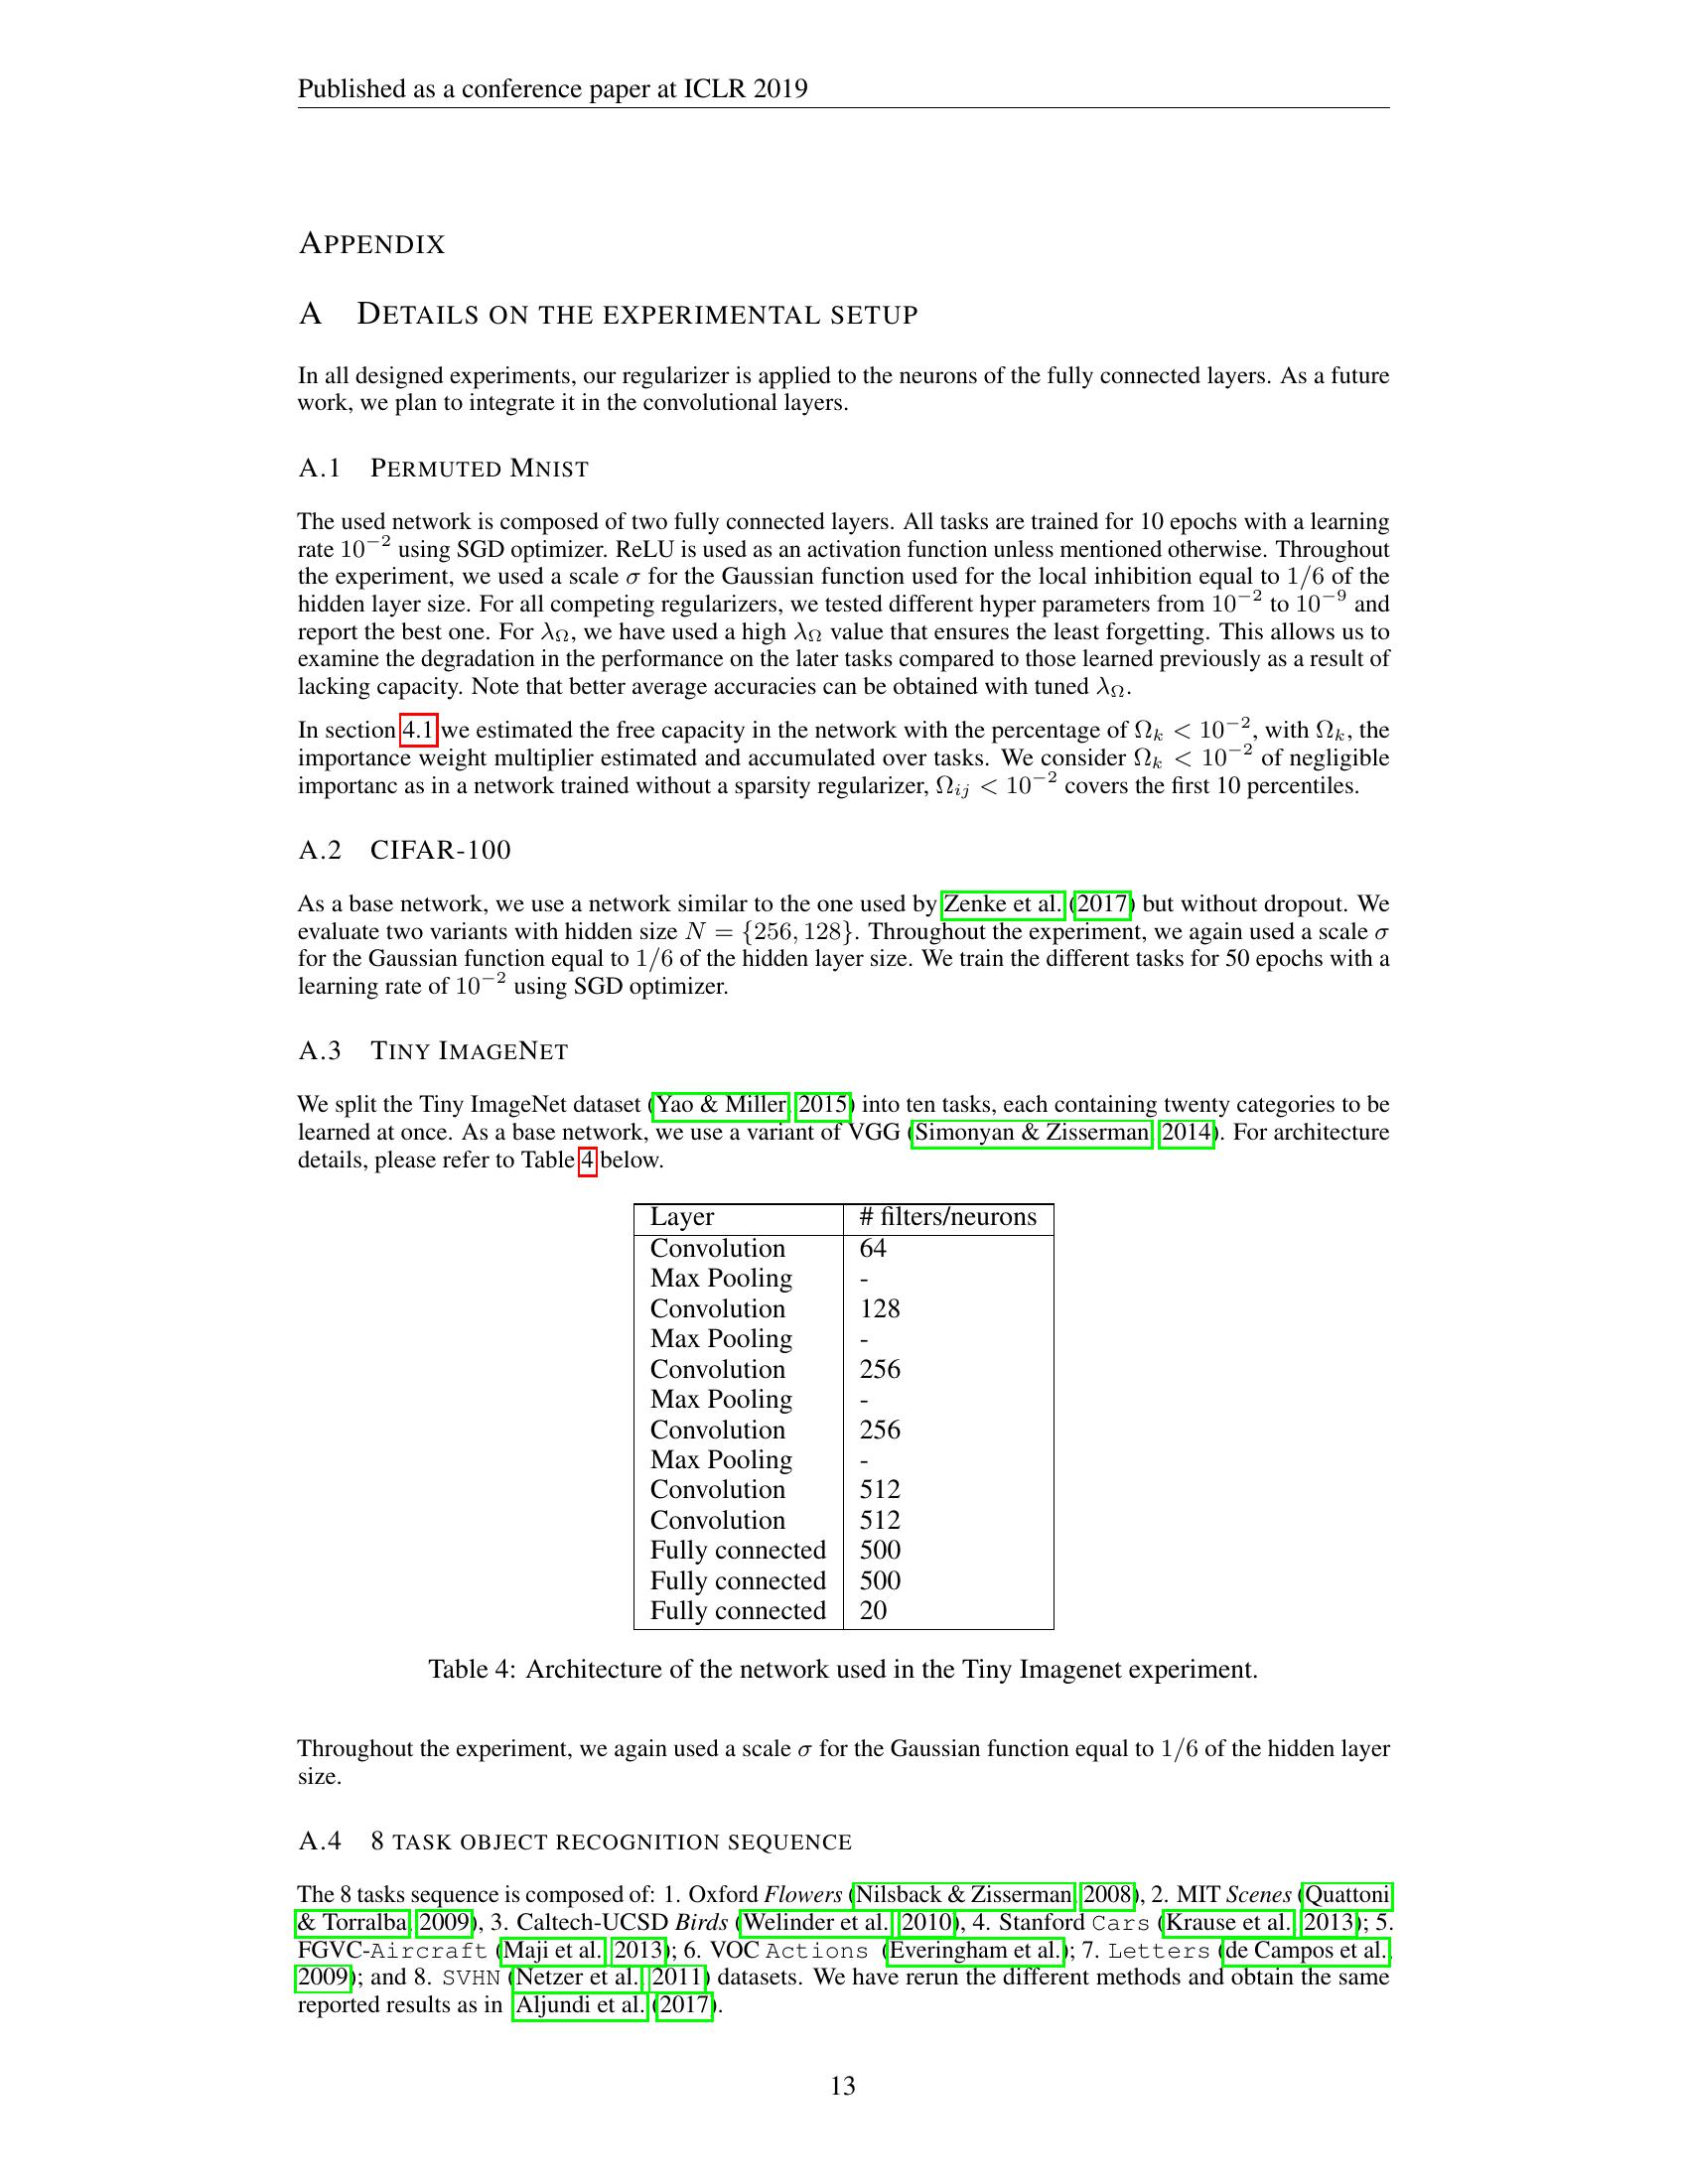 Published as a conference paper at ICLR 2019
APPENDIX
A DETAILS ON THE EXPERIMENTAL SETUP
In all designed experiments, our regularizer is applied to the neurons of the fully connected layers. As a future
work, we plan to integrate it in the convolutional layers.
A.1 PERMUTED MNIST
The used network is composed of two fully connected layers. All tasks are trained for 10 epochs with a learning
rate 10⁻² using SGD optimizer. ReLU is used as an activation function unless mentioned otherwise. Throughout
the experiment, we used a scale σ for the Gaussian function used for the local inhibition equal to 1/6 of the
hidden layer size. For all competing regularizers, we tested different hyper parameters from 10⁻² to 10⁻⁹ and
report the best one. For λ_Ω, we have used a high λ_Ω value that ensures the least forgetting. This allows us to
examine the degradation in the performance on the later tasks compared to those learned previously as a result of
lacking capacity. Note that better average accuracies can be obtained with tuned λ_Ω.
In section 4.1 we estimated the free capacity in the network with the percentage of Ω_k < 10⁻², with Ω_k, the
importance weight multiplier estimated and accumulated over tasks. We consider Ω_k < 10⁻² of negligible
importanc as in a network trained without a sparsity regularizer, Ω_ij < 10⁻² covers the first 10 percentiles.
A.2 CIFAR-100
As a base network, we use a network similar to the one used by Zenke et al. (2017) but without dropout. We
evaluate two variants with hidden size N = {256, 128}. Throughout the experiment, we again used a scale σ
for the Gaussian function equal to 1/6 of the hidden layer size. We train the different tasks for 50 epochs with a
learning rate of 10⁻² using SGD optimizer.
A.3 TINY IMAGENET
We split the Tiny ImageNet dataset (Yao & Miller, 2015) into ten tasks, each containing twenty categories to be
learned at once. As a base network, we use a variant of VGG (Simonyan & Zisserman, 2014). For architecture
details, please refer to Table 4 below.
Layer # filters/neurons
Convolution 64
Max Pooling -
Convolution 128
Max Pooling -
Convolution 256
Max Pooling -
Convolution 256
Max Pooling -
Convolution 512
Convolution 512
Fully connected 500
Fully connected 500
Fully connected 20
Table 4: Architecture of the network used in the Tiny Imagenet experiment.
Throughout the experiment, we again used a scale σ for the Gaussian function equal to 1/6 of the hidden layer
size.
A.4 8 TASK OBJECT RECOGNITION SEQUENCE
The 8 tasks sequence is composed of: 1. Oxford Flowers (Nilsback & Zisserman, 2008), 2. MIT Scenes (Quattoni
& Torralba, 2009), 3. Caltech-UCSD Birds (Welinder et al., 2010), 4. Stanford Cars (Krause et al., 2013); 5.
FGVC-Aircraft (Maji et al., 2013); 6. VOC Actions (Everingham et al.); 7. Letters (de Campos et al.,
2009); and 8. SVHN (Netzer et al., 2011) datasets. We have rerun the different methods and obtain the same
reported results as in Aljundi et al. (2017).
13